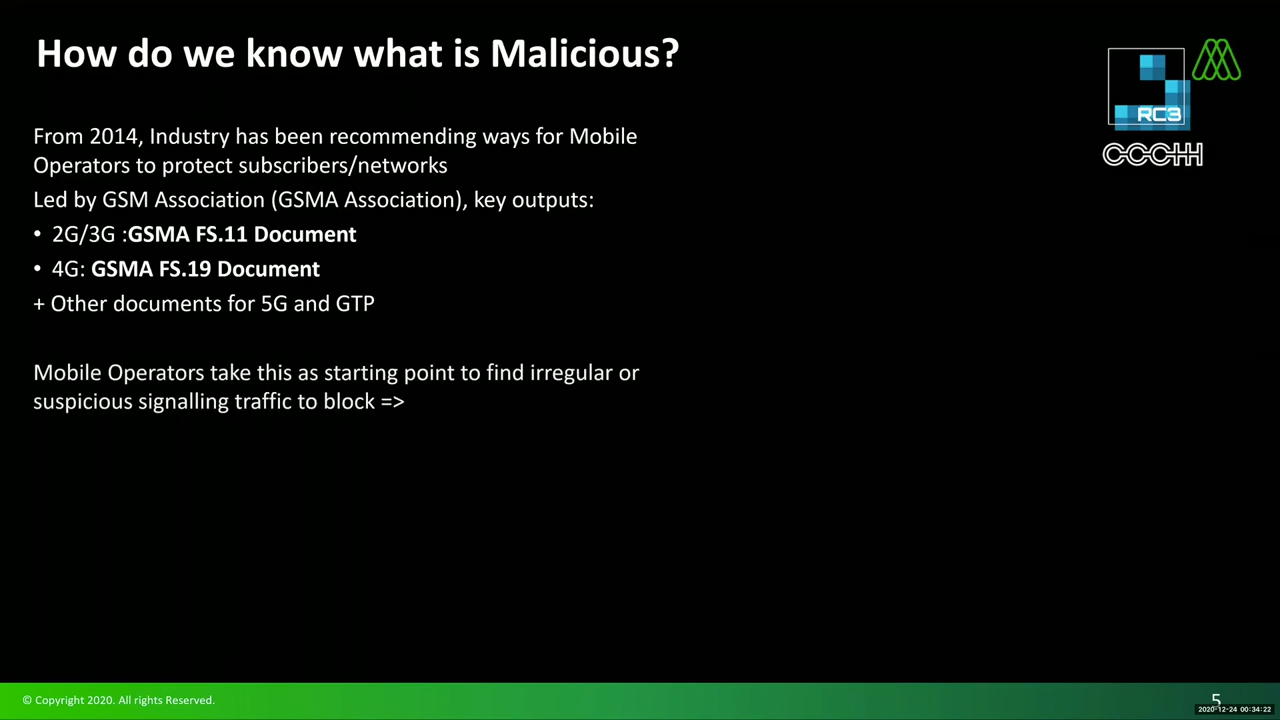 How do we know what is Malicious?
RC3
CCCHH
From 2014, Industry has been recommending ways for Mobile
Operators to protect subscribers/networks
Led by GSM Association (GSMA Association), key outputs:
• 2G/3G :GSMA FS.11 Document
• 4G: GSMA FS.19 Document
+ Other documents for 5G and GTP
Mobile Operators take this as starting point to find irregular or
suspicious signalling traffic to block =>
© Copyright 2020. All rights Reserved.
5
2020-12-24 00:34:22